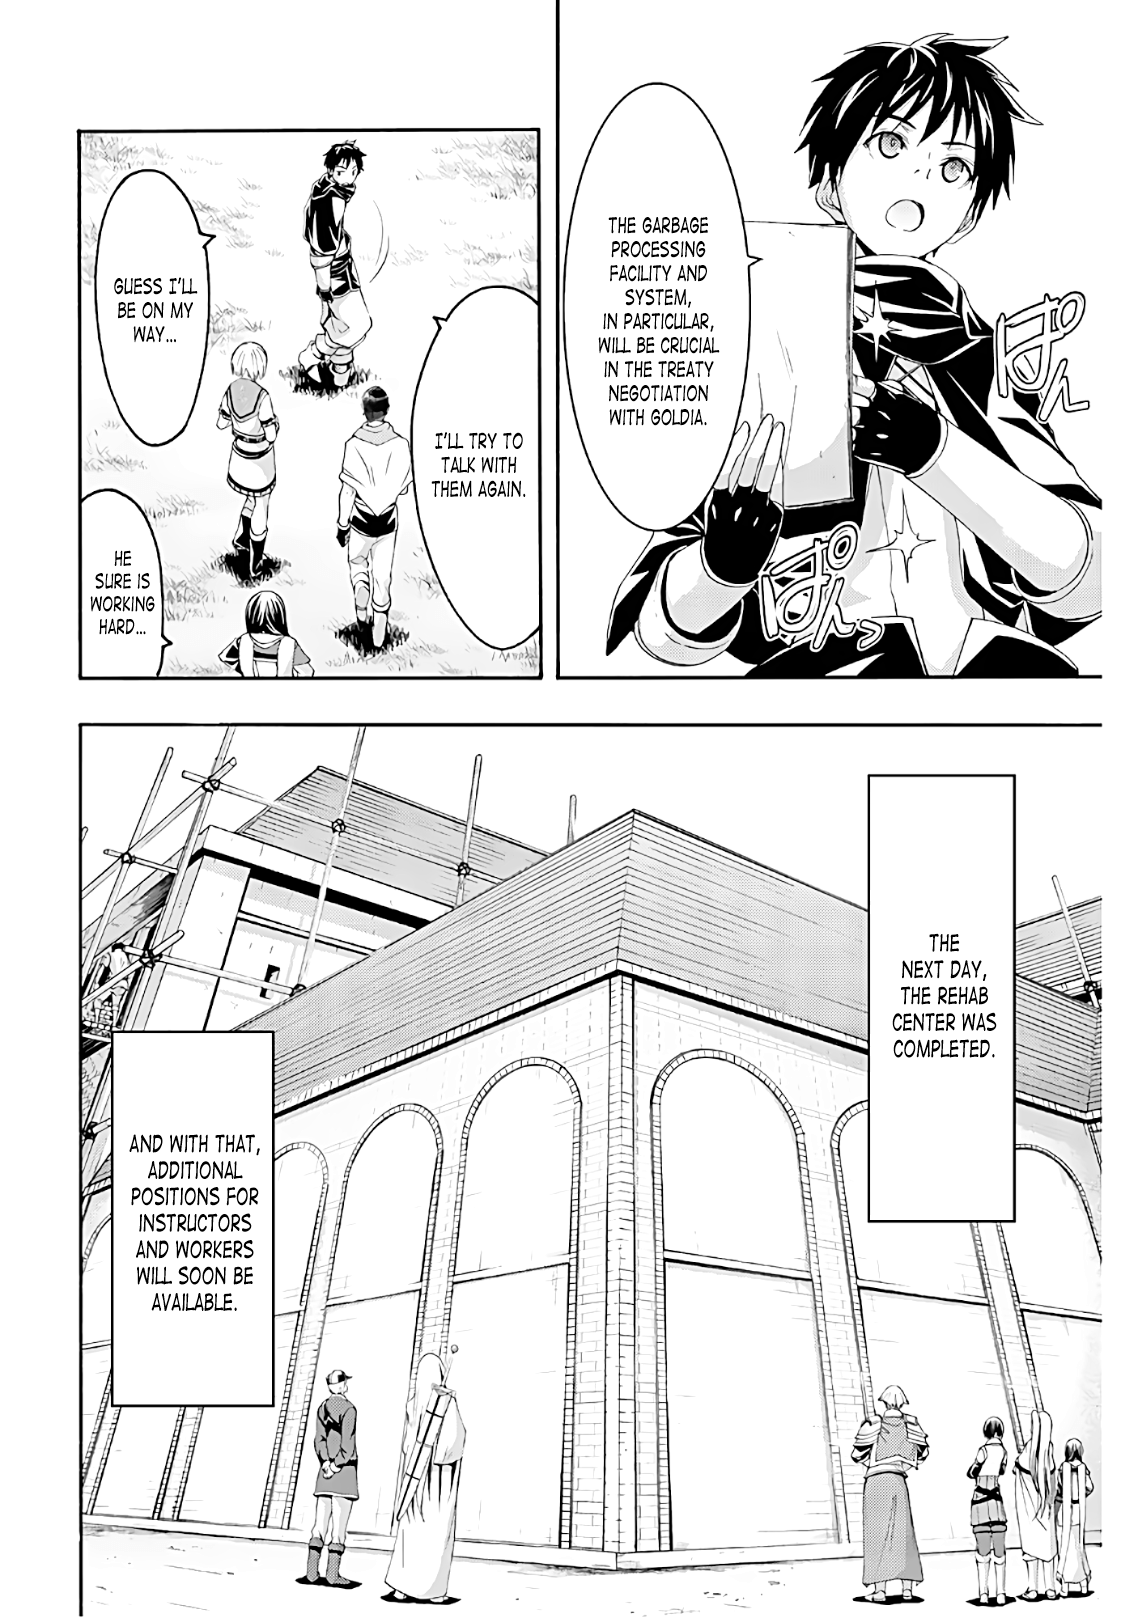 THE GARBAGE
PROCESSING
FACILITY AND
SYSTEM,
IN PARTICULAR,
WILL BE CRUCIAL
IN THE TREATY
NEGOTIATION
WITH GOLDIA.
ぱん
ぱんっ
I'LL TRY TO
TALK WITH
THEM AGAIN.
GUESS I'LL
BE ON MY
WAY...
HE
SURE IS
WORKING
HARD...
THE
NEXT DAY,
THE REHAB
CENTER WAS
COMPLETED.
AND WITH THAT,
ADDITIONAL
POSITIONS FOR
INSTRUCTORS
AND WORKERS
WILL SOON BE
AVAILABLE.